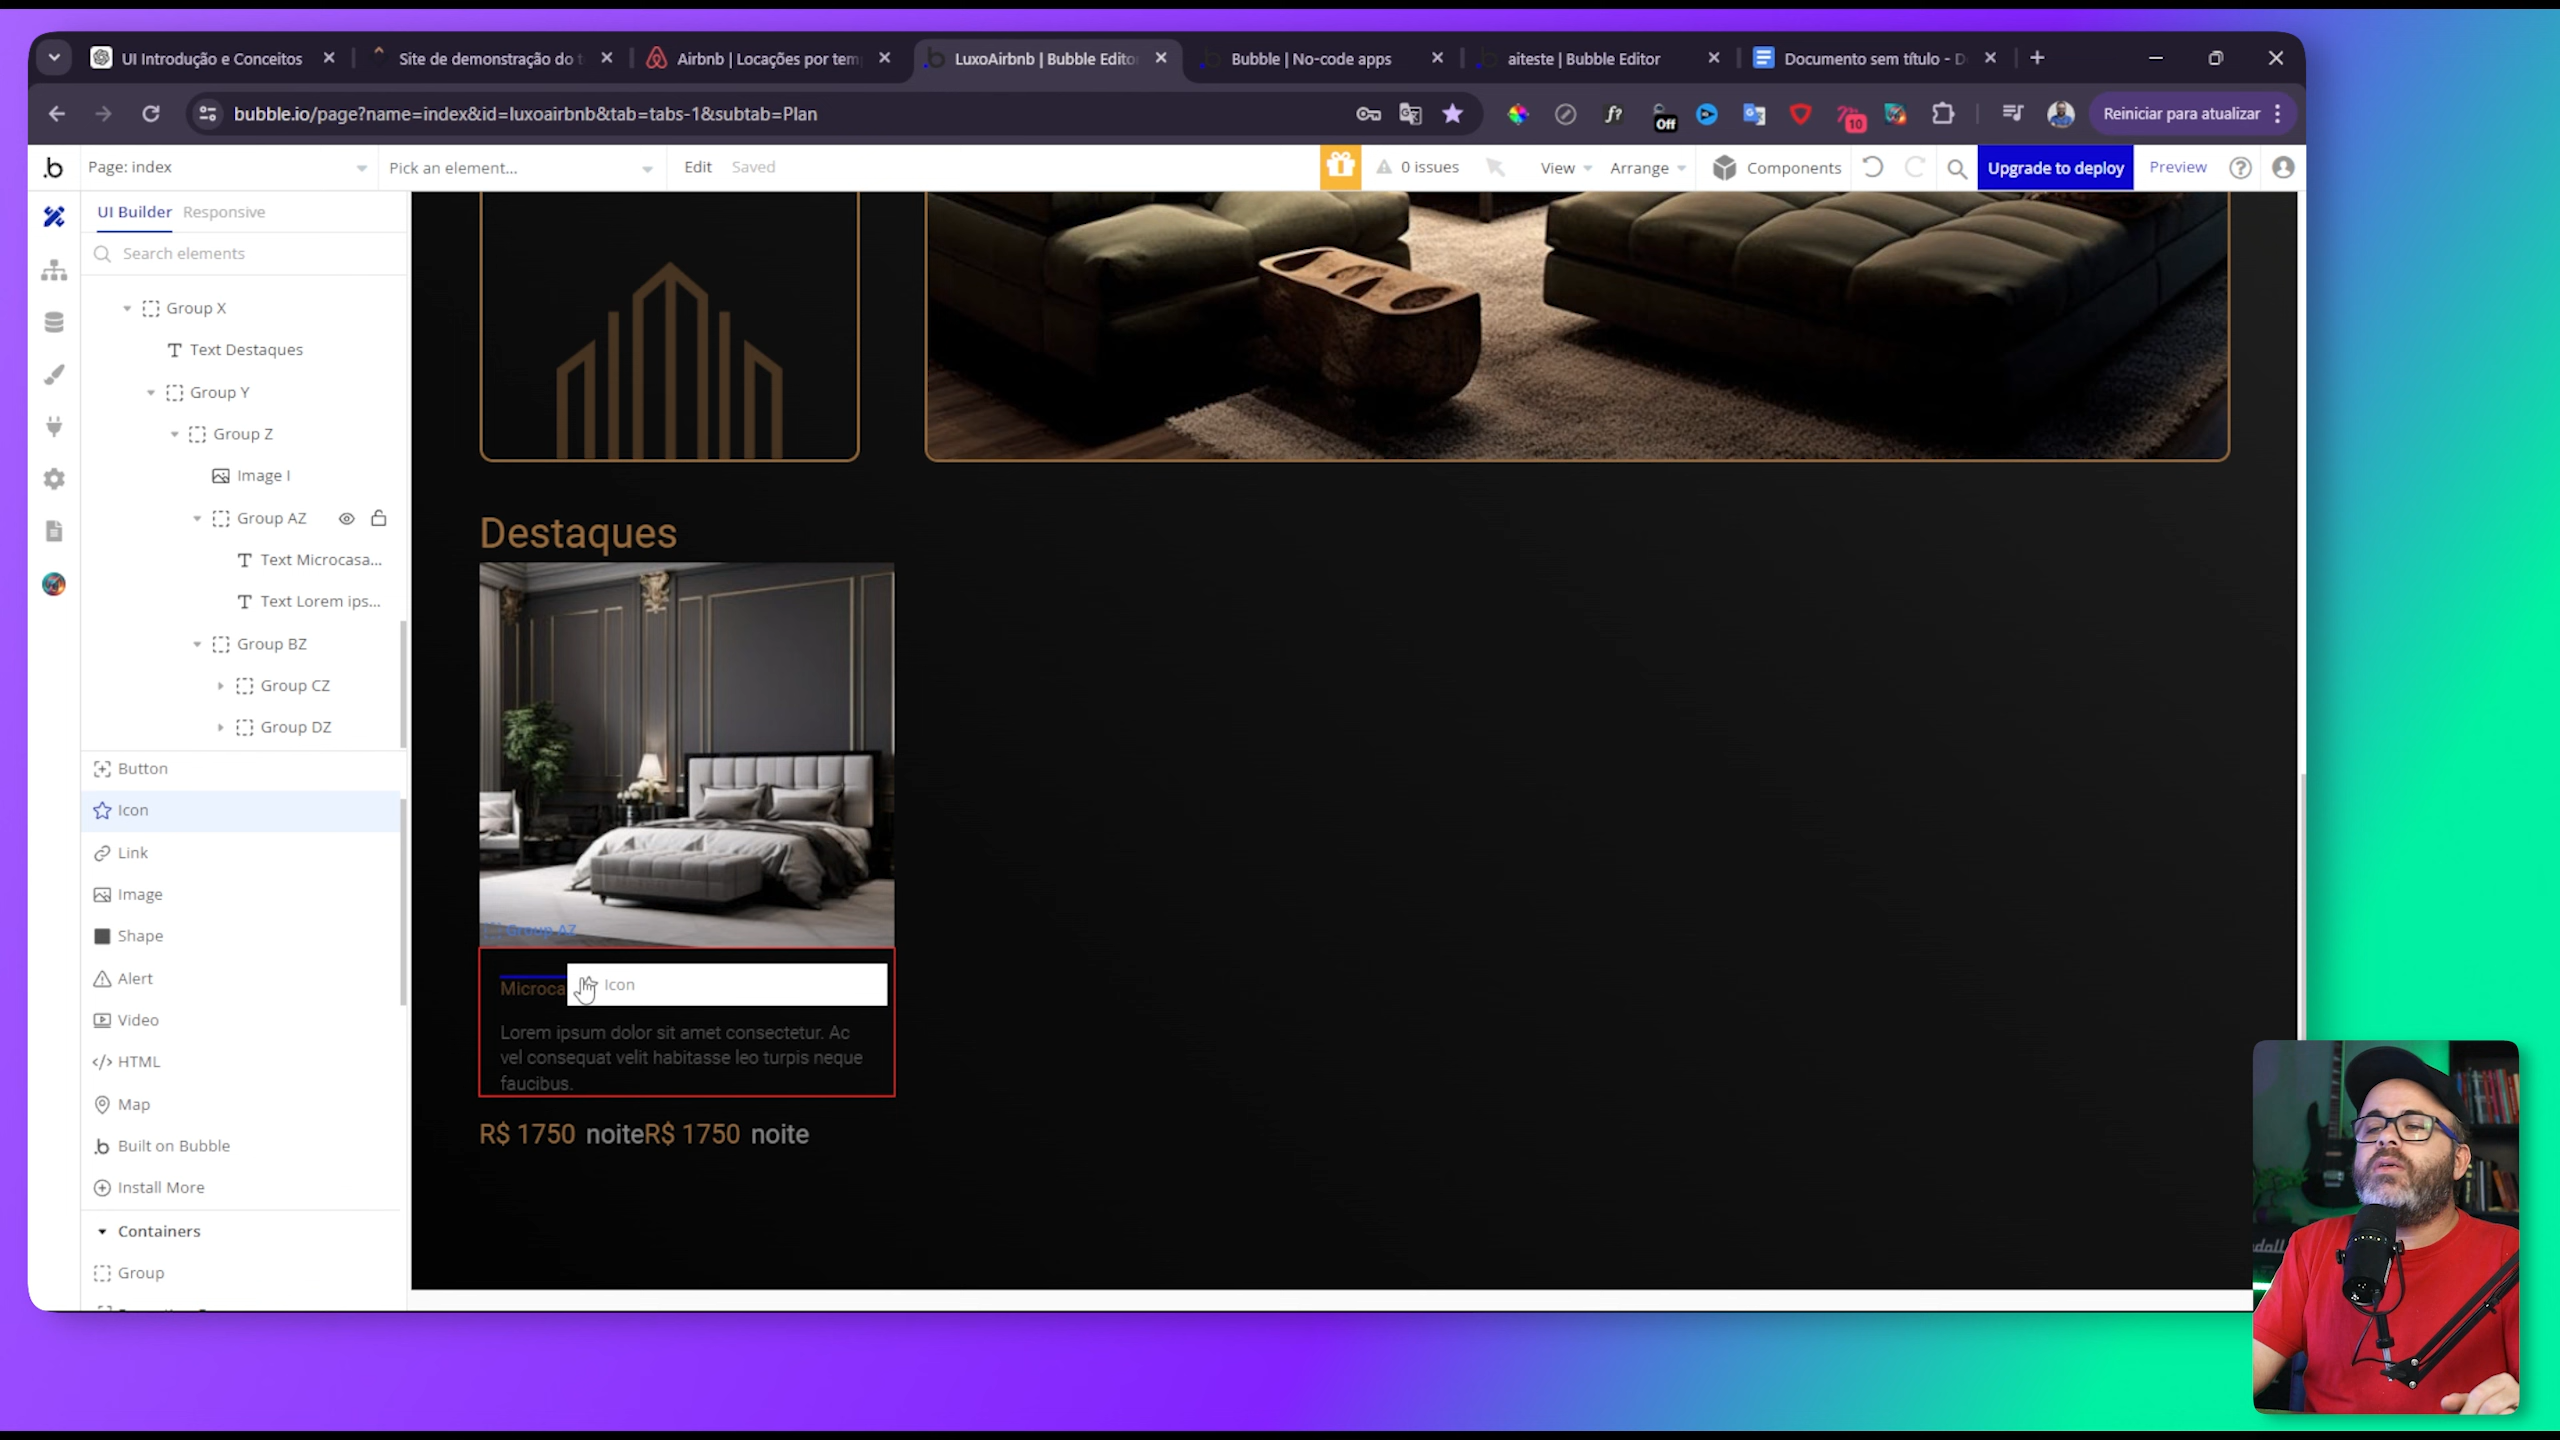 UI Introdução e Conceitos
Site de demonstração do t
Airbnb | Locações por tem
LuxoAirbnb | Bubble Edito
Bubble | No-code apps
aiteste | Bubble Editor
Documento sem título - D
bubble.io/page?name=index&id=luxoairbnb&tab=tabs-1&subtab=Plan
Off
10
Reiniciar para atualizar
.b
Page: index
Pick an element...
Edit
Saved
0 issues
View
Arrange
Components
Upgrade to deploy
Preview
UI Builder
Responsive
Search elements
Group X
Text Destaques
Group Y
Group Z
Image I
Group AZ
Text Microcasa...
Text Lorem ips...
Group BZ
Group CZ
Group DZ
Button
Icon
Link
Image
Shape
Alert
Video
HTML
Map
Built on Bubble
Install More
Containers
Group
Destaques
Group AZ
Microca
Icon
Lorem ipsum dolor sit amet consectetur. Ac
vel consequat velit habitasse leo turpis neque
faucibus.
R$ 1750 noiteR$ 1750 noite